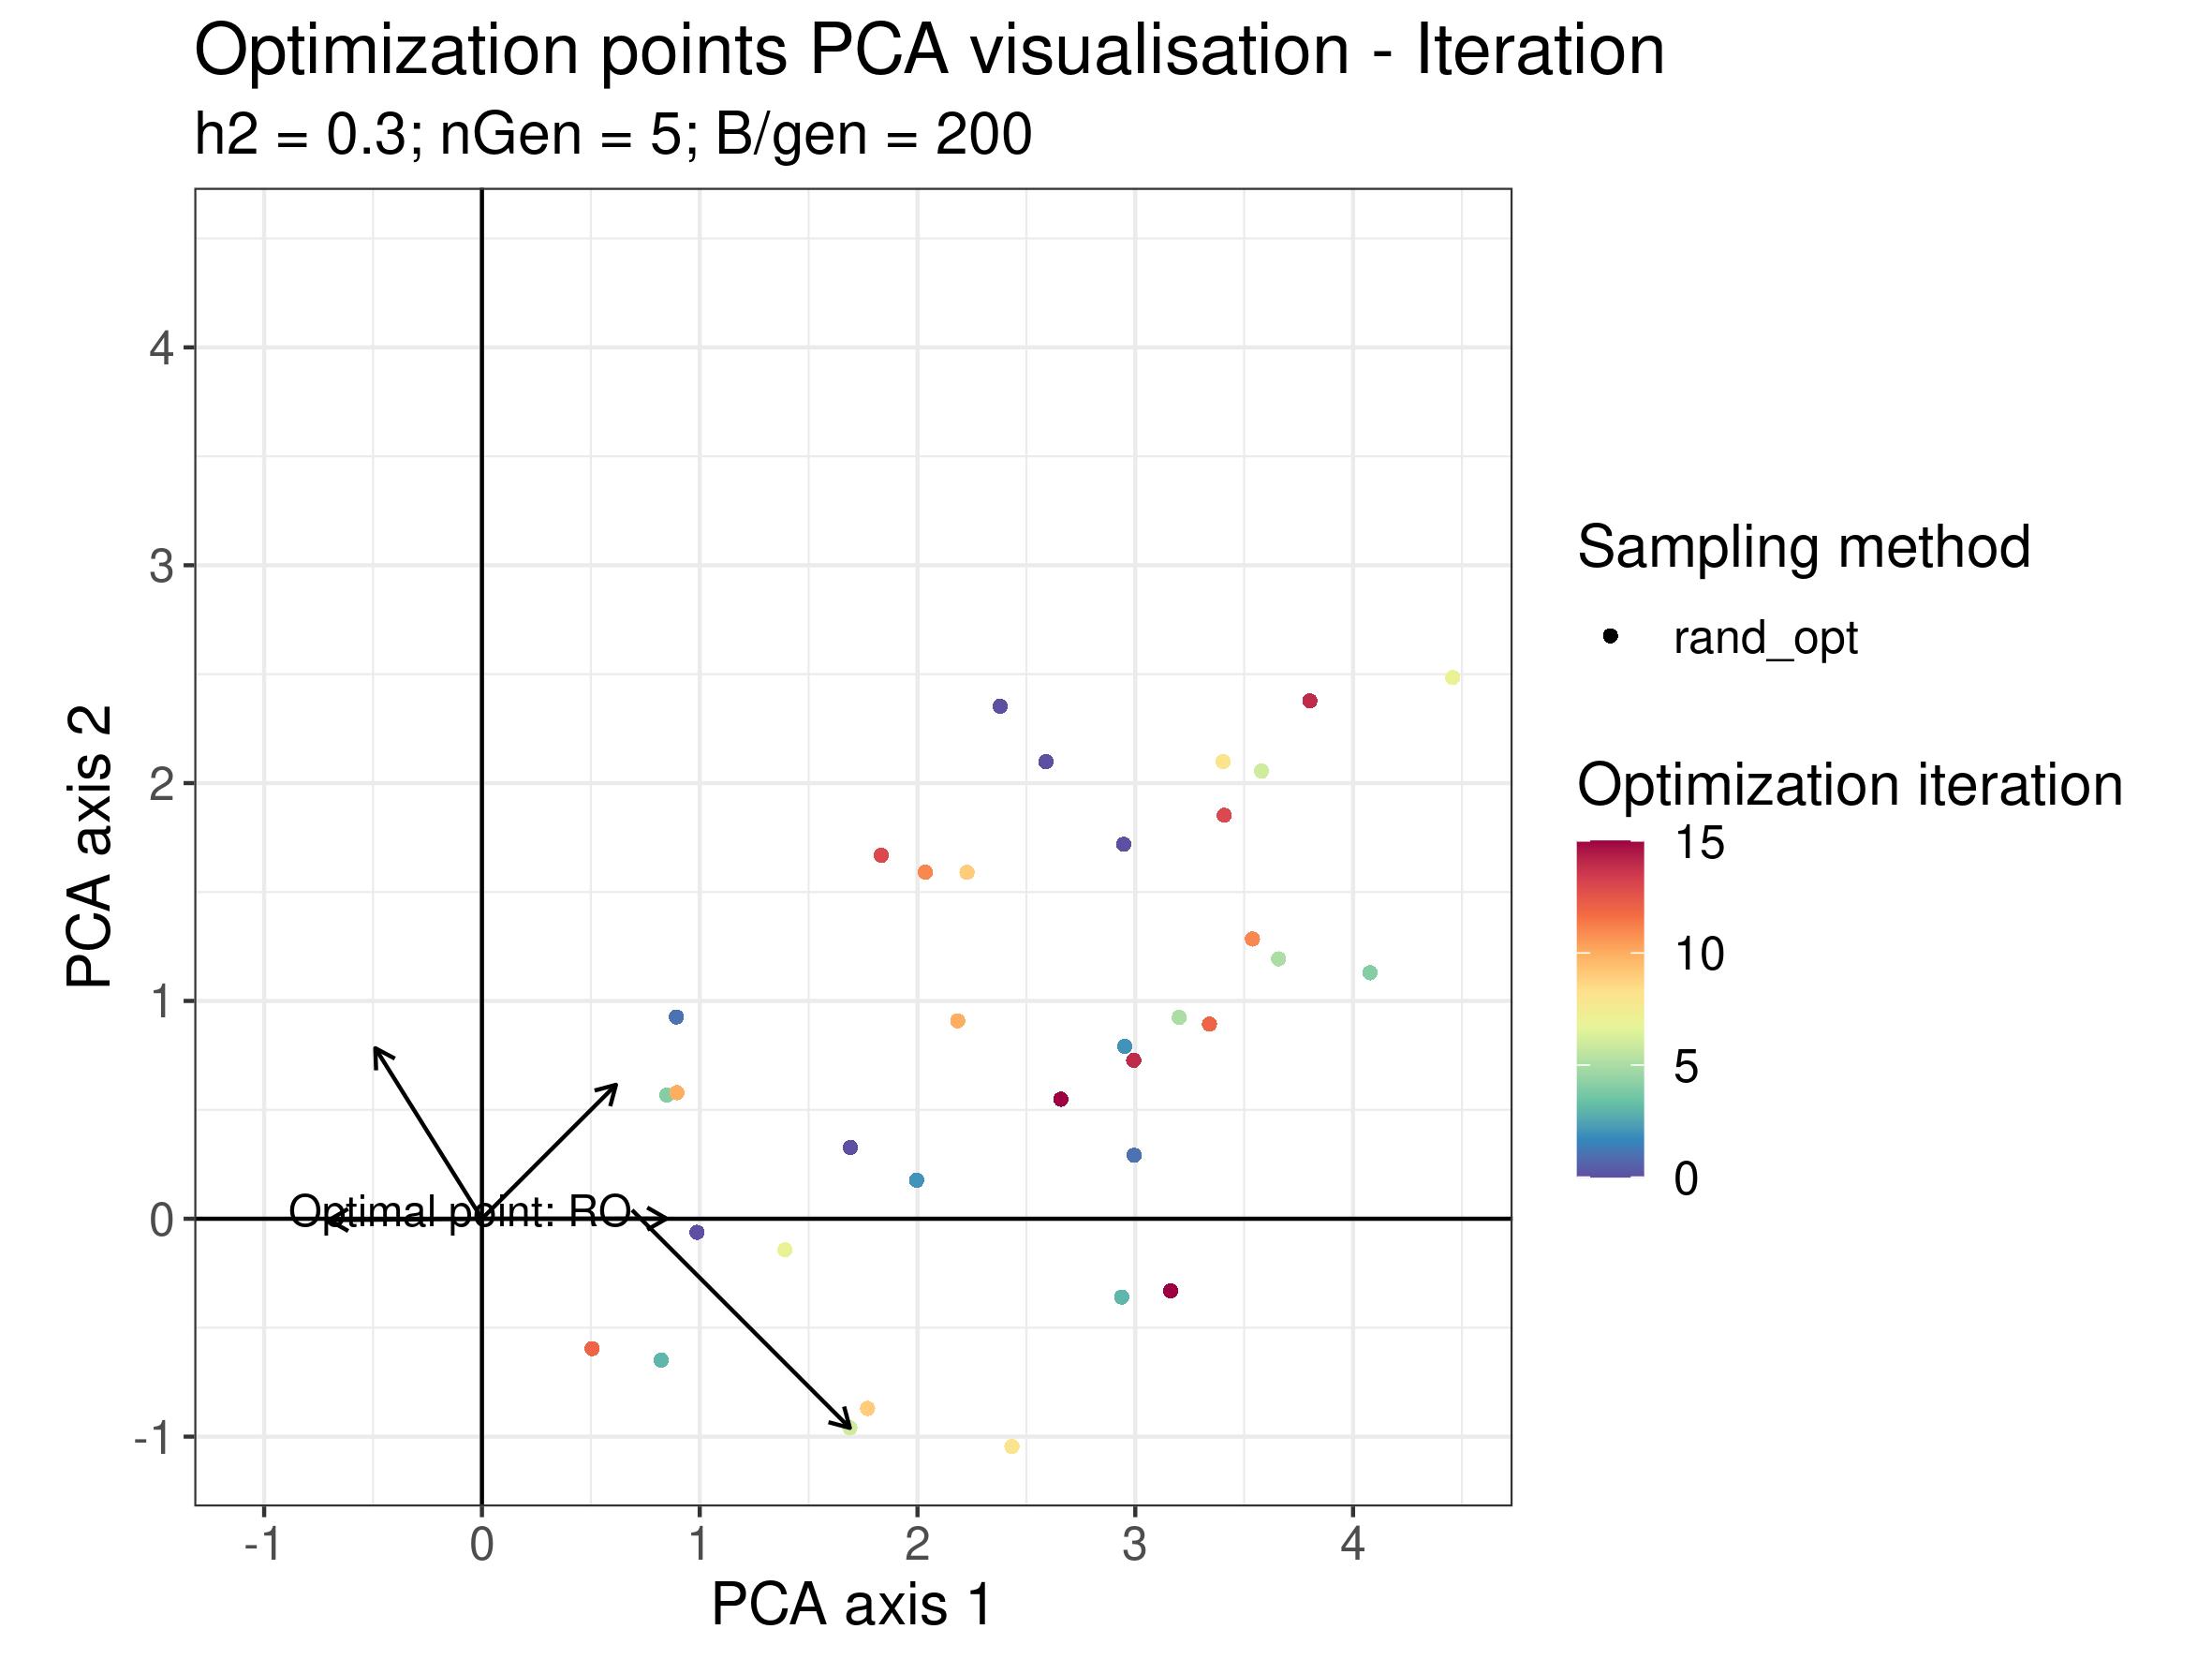 Optimization points PCA visualisation - Iteration
h2 = 0.3; nGen = 5; B/gen = 200
PCA axis 2
4
3
2
1
0
-1
Optimal point: RO
-1
0
1
2
3
4
PCA axis 1
Sampling method
rand_opt
Optimization iteration
15
10
5
0